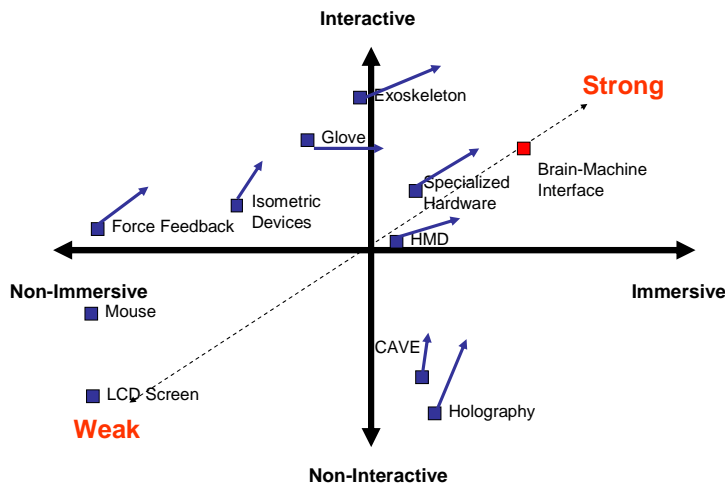 Interactive
Strong
Exoskeleton
Glove
Brain-Machine
Interface
Specialized
Hardware
Isometric
Devices
Force Feedback
HMD
Non-Immersive
Immersive
Mouse
CAVE
LCD Screen
Holography
Weak
Non-Interactive